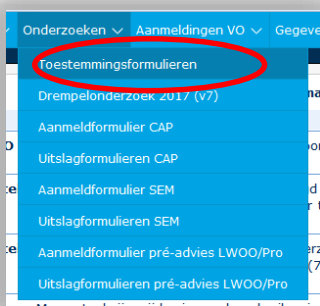 Onderzoeken Aanmeldingen VO Gegeve
Toestemmingsformulieren
Drempelonderzoek 2017 (v7)
Aanmeldformulier CAP
Uitslagformulieren CAP
Aanmeldformulier SEM
Uitslagformulieren SEM
Aanmeldformulier pré-advies LWOO/Pro
Uitslagformulieren pré-advies LWOO/Pro